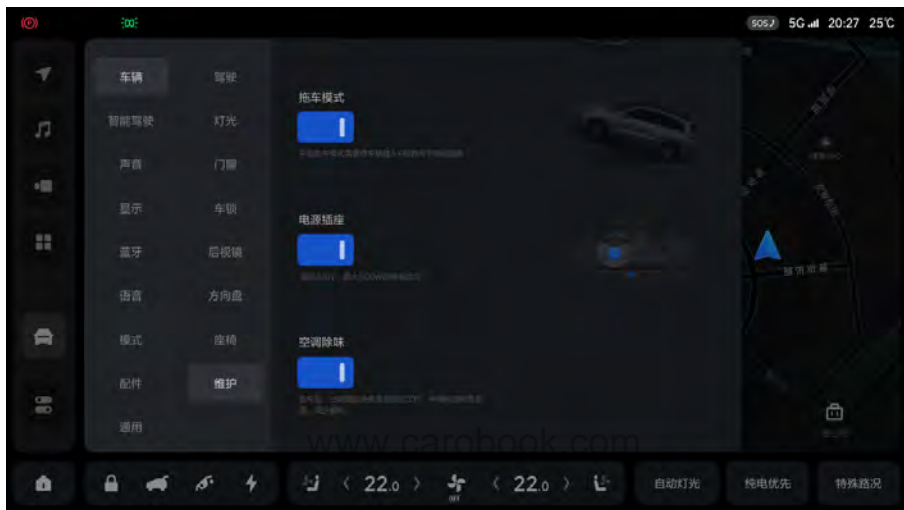 SOS 5G 20:27 25℃
车辆 驾驶
智能驾驶 灯光
声音 门窗
显示 车锁
蓝牙 后视镜
语音 方向盘
模式 座椅
配件 维护
通用
拖车模式
电源插座
空调除味
www.carobook.com
22.0 OFF 22.0
自动灯光 纯电优先 特殊路况